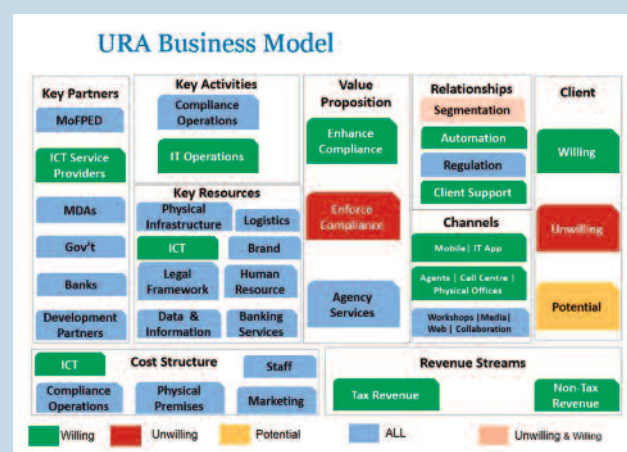 URA Business Model
Key Partners
MoFPED
ICT Service
Providers
MDAs
Gov't
Banks
Development
Partners
Key Activities
Compliance
Operations
IT Operations
Key Resources
Physical
Infrastructure
Logistics
ICT
Brand
Legal
Framework
Human
Resource
Data &
Information
Banking
Services
Value
Proposition
Enhance
Compliance
Enforce
Compliance
Agency
Services
Relationships
Segmentation
Automation
Regulation
Client Support
Channels
Mobile| IT App
Agents | Call Centre |
Physical Offices
Workshops |Media|
Web | Collaboration
Client
Willing
Unwilling
Potential
Cost Structure
ICT
Staff
Compliance
Operations
Physical
Premises
Marketing
Revenue Streams
Tax Revenue
Non-Tax
Revenue
Willing
Unwilling
Potential
ALL
Unwilling & Willing